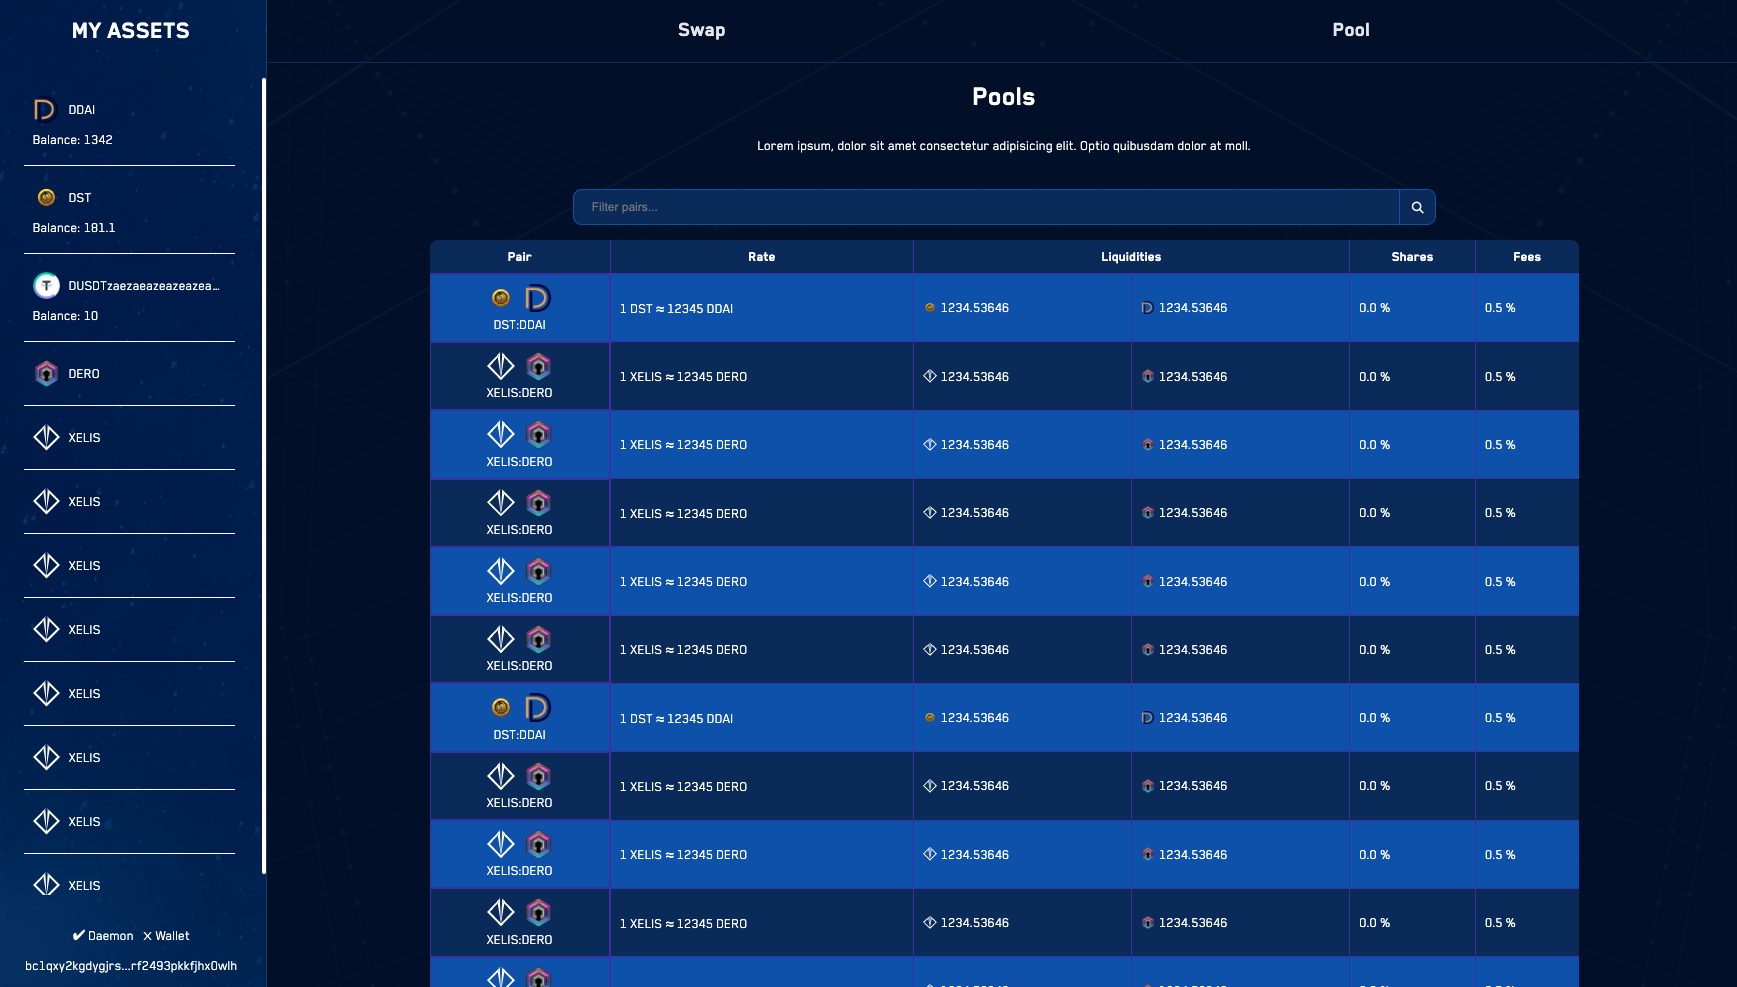 MY ASSETS
DDAI
Balance: 1342
DST
Balance: 181.1
DUSDTzaezaeazeazeazea...
Balance: 10
DERO
XELIS
XELIS
XELIS
XELIS
XELIS
XELIS
XELIS
XELIS
✔ Daemon X Wallet
bc1qxy2kgdygjrs...rf2493pkkfjhx0wlh
Swap Pool
Pools
Lorem ipsum, dolor sit amet consectetur adipisicing elit. Optio quibusdam dolor at moll.
Filter pairs...
Pair Rate Liquidities Shares Fees
DST:DDAI 1 DST ≈ 12345 DDAI 1234.53646 1234.53646 0.0 % 0.5 %
XELIS:DERO 1 XELIS ≈ 12345 DERO 1234.53646 1234.53646 0.0 % 0.5 %
XELIS:DERO 1 XELIS ≈ 12345 DERO 1234.53646 1234.53646 0.0 % 0.5 %
XELIS:DERO 1 XELIS ≈ 12345 DERO 1234.53646 1234.53646 0.0 % 0.5 %
XELIS:DERO 1 XELIS ≈ 12345 DERO 1234.53646 1234.53646 0.0 % 0.5 %
XELIS:DERO 1 XELIS ≈ 12345 DERO 1234.53646 1234.53646 0.0 % 0.5 %
DST:DDAI 1 DST ≈ 12345 DDAI 1234.53646 1234.53646 0.0 % 0.5 %
XELIS:DERO 1 XELIS ≈ 12345 DERO 1234.53646 1234.53646 0.0 % 0.5 %
XELIS:DERO 1 XELIS ≈ 12345 DERO 1234.53646 1234.53646 0.0 % 0.5 %
XELIS:DERO 1 XELIS ≈ 12345 DERO 1234.53646 1234.53646 0.0 % 0.5 %